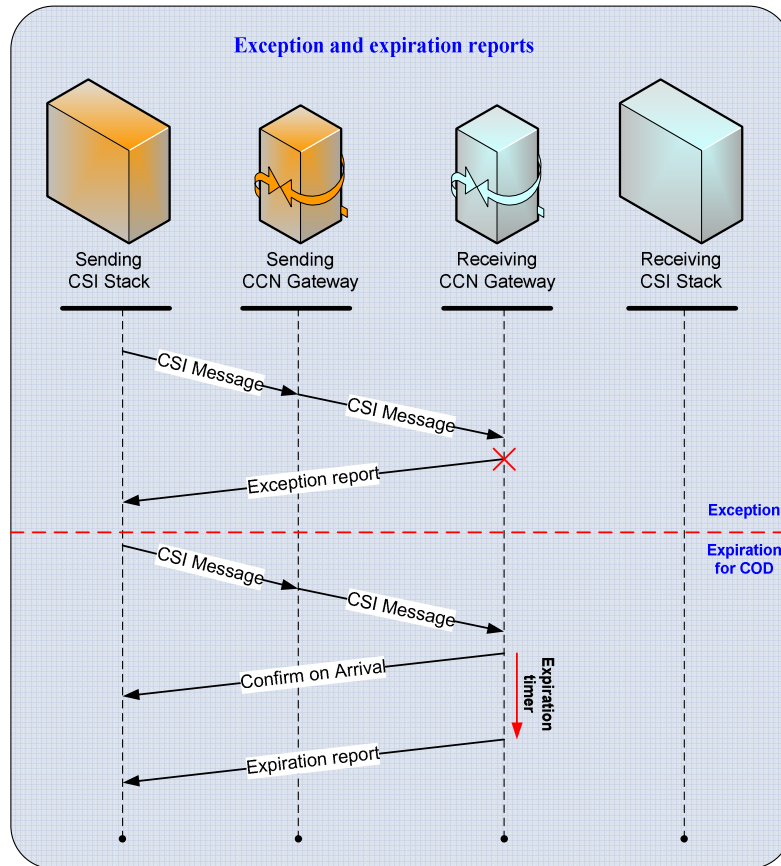 Exception and expiration reports
Sending
CSI Stack
Sending
CCN Gateway
Receiving
CCN Gateway
Receiving
CSI Stack
CSI Message
CSI Message
Exception report
Exception
Expiration
for COD
CSI Message
CSI Message
Confirm on Arrival
Expiration
timer
Expiration report